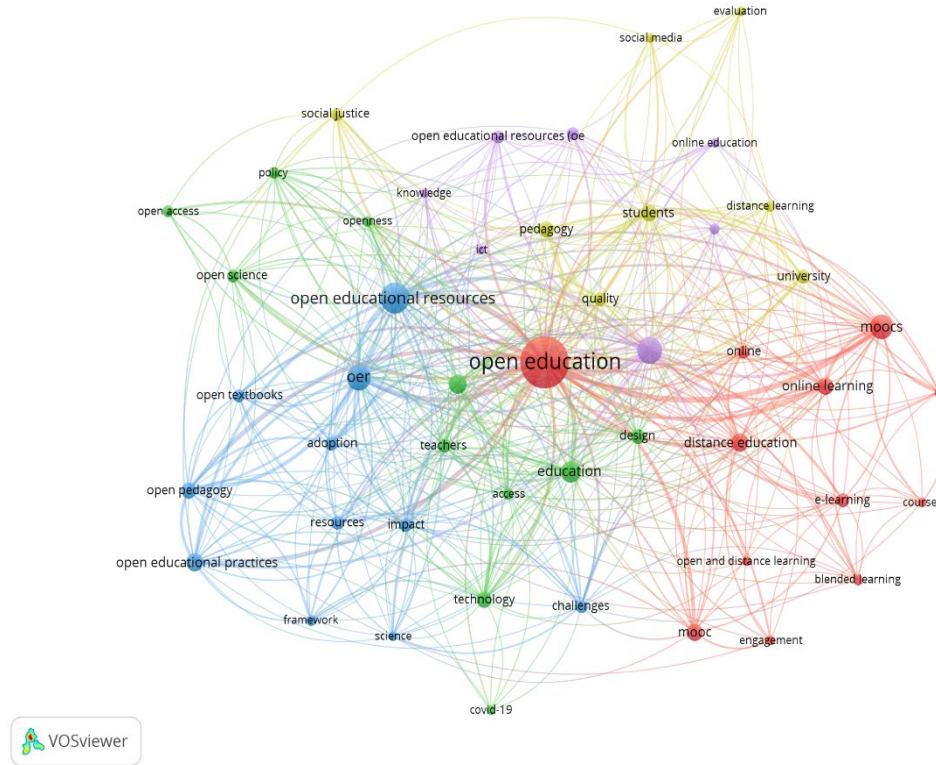 evaluation
social media
social justice
open educational resources (oe
online education
policy
knowledge
distance learning
open access
openness
students
pedagogy
ict
open science
university
open educational resources
quality
moocs
online
open education
oer
online learning
open textbooks
design
adoption
teachers
distance education
education
open pedagogy
access
e-learning
course
resources
impact
open educational practices
open and distance learning
blended learning
technology
challenges
framework
science
mooc
engagement
covid-19
VOSviewer